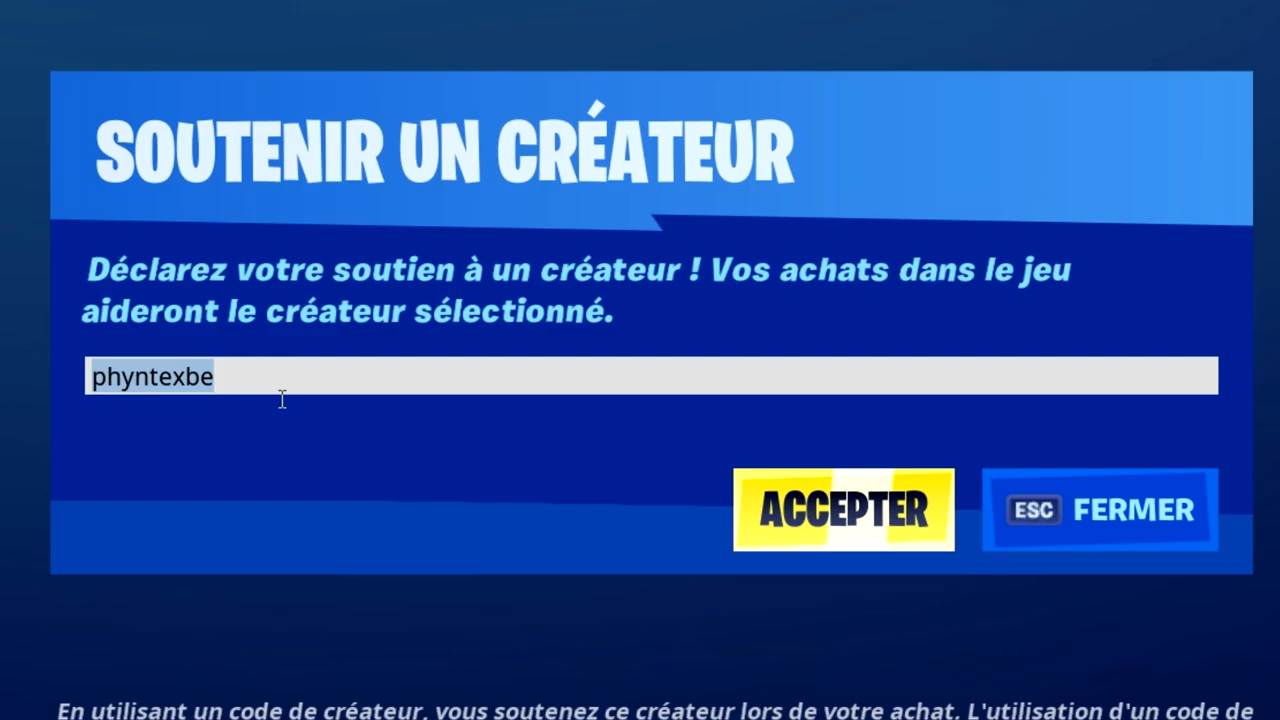 SOUTENIR UN CRÉATEUR
Déclarez votre soutien à un créateur ! Vos achats dans le jeu
aideront le créateur sélectionné.
phyntexbe
ACCEPTER
ESC FERMER
En utilisant un code de créateur, vous soutenez ce créateur lors de votre achat. L'utilisation d'un code de